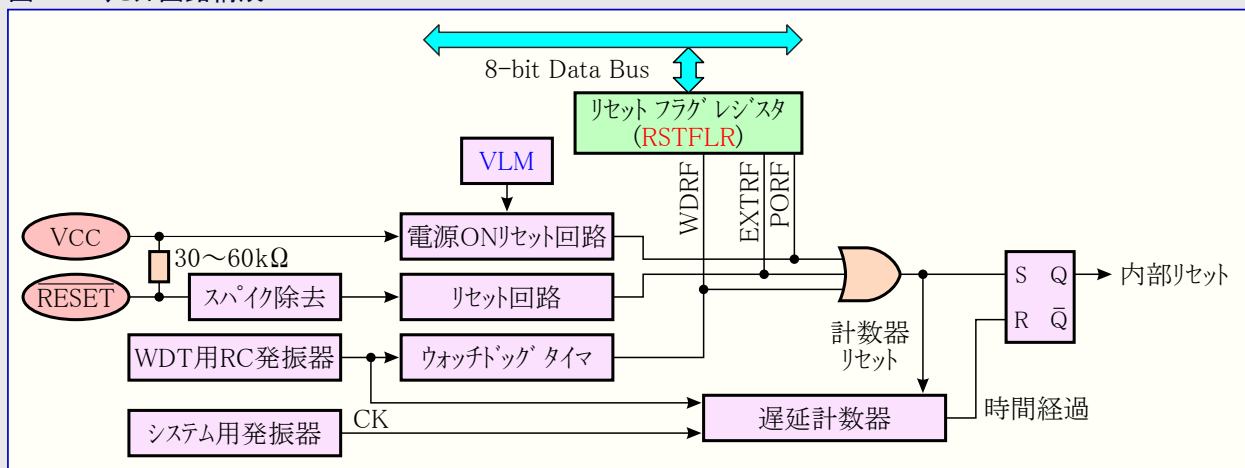 8-bit Data Bus
リセット フラグ レジスタ
(RSTFLR)
VLM
WDRF
EXTRF
PORF
VCC
電源ONリセット回路
30～60kΩ
RESET
スパイク除去
リセット回路
S Q
内部リセット
R Q̄
計数器
リセット
WDT用RC発振器
ウォッチドッグ タイマ
CK
遅延計数器
時間経過
システム用発振器